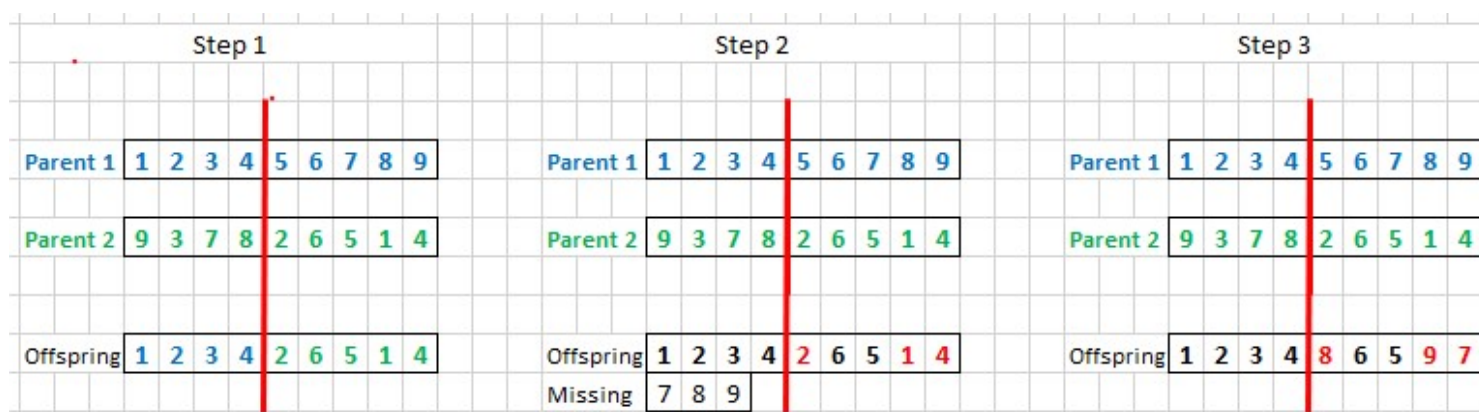 Step 1 Step 2 Step 3
Parent 1 1 2 3 4 5 6 7 8 9 Parent 1 1 2 3 4 5 6 7 8 9 Parent 1 1 2 3 4 5 6 7 8 9
Parent 2 9 3 7 8 2 6 5 1 4 Parent 2 9 3 7 8 2 6 5 1 4 Parent 2 9 3 7 8 2 6 5 1 4
Offspring 1 2 3 4 2 6 5 1 4 Offspring 1 2 3 4 2 6 5 1 4 Offspring 1 2 3 4 8 6 5 9 7
Missing 7 8 9